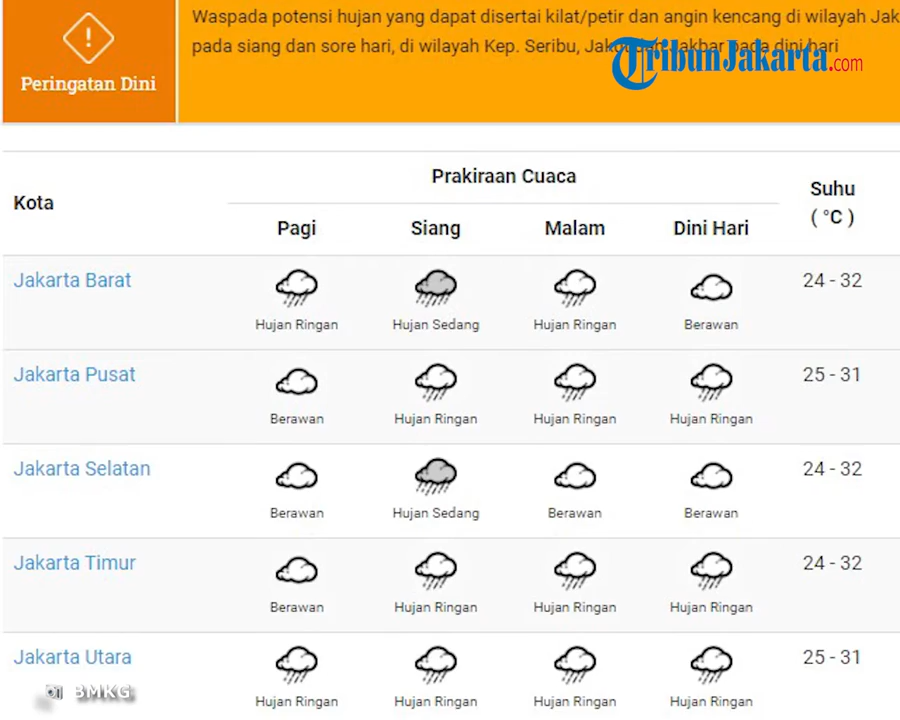 Waspada potensi hujan yang dapat disertai kilat/petir dan angin kencang di wilayah Jak
pada siang dan sore hari, di wilayah Kep. Seribu, pada dini hari
TribunJakarta.com
Peringatan Dini
Prakiraan Cuaca
Kota
Suhu
( °C )
Pagi Siang Malam Dini Hari
Jakarta Barat 24 - 32
Hujan Ringan Hujan Sedang Hujan Ringan Berawan
Jakarta Pusat 25 - 31
Berawan Hujan Ringan Hujan Ringan Hujan Ringan
Jakarta Selatan 24 - 32
Berawan Hujan Sedang Berawan Berawan
Jakarta Timur 24 - 32
Berawan Hujan Ringan Hujan Ringan Hujan Ringan
Jakarta Utara 25 - 31
BMKG
Hujan Ringan Hujan Ringan Hujan Ringan Hujan Ringan